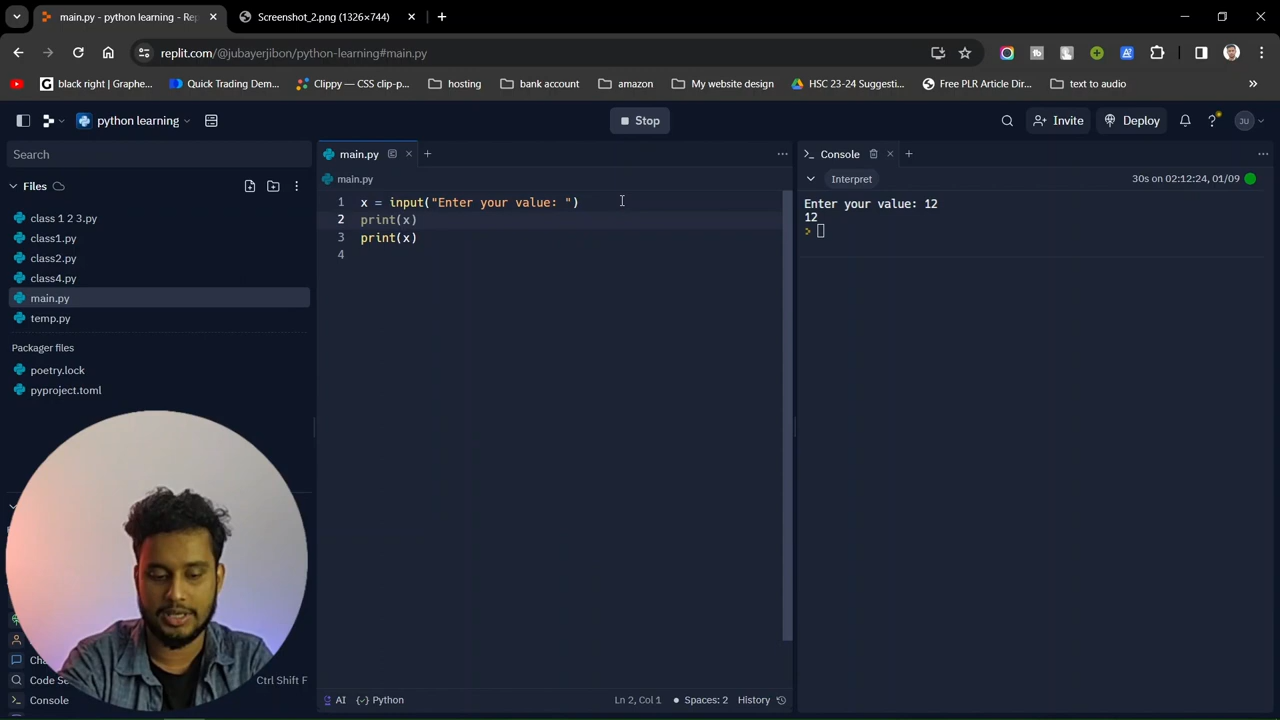 main.py - python learning - Rep
Screenshot_2.png (1326×744)
replit.com/@jubayerjibon/python-learning#main.py
black right | Graphe...
Quick Trading Dem...
Clippy — CSS clip-p...
hosting
bank account
amazon
My website design
HSC 23-24 Suggesti...
Free PLR Article Dir...
text to audio
python learning
Stop
Invite
Deploy
JU
Search
main.py
Console
Files
main.py
Interpret
30s on 02:12:24, 01/09
class 1 2 3.py
class1.py
class2.py
class4.py
main.py
temp.py
Packager files
poetry.lock
pyproject.toml
1 x = input("Enter your value: ")
2 print(x)
3 print(x)
4
Enter your value: 12
12
>
Code Se
Ctrl Shift F
Console
AI
Python
Ln 2, Col 1
Spaces: 2
History